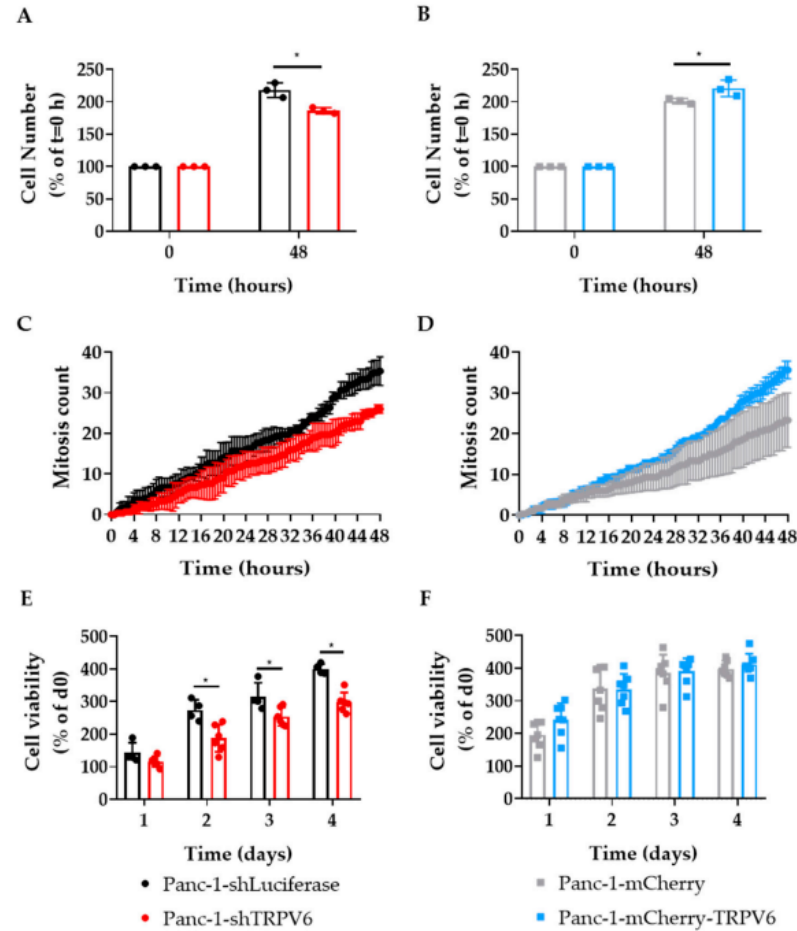 A
B
*
*
250
200
150
100
50
0
Cell Number
(% of t=0 h)
0
48
Time (hours)
250
200
150
100
50
0
Cell Number
(% of t=0 h)
0
48
Time (hours)
C
D
40
30
20
10
0
Mitosis count
0 4 8 12 16 20 24 28 32 36 40 44 48
Time (hours)
40
30
20
10
0
Mitosis count
0 4 8 12 16 20 24 28 32 36 40 44 48
Time (hours)
E
F
500
400
300
200
100
0
Cell viability
(% of d0)
*
*
*
1 2 3 4
Time (days)
500
400
300
200
100
0
Cell viability
(% of d0)
1 2 3 4
Time (days)
Panc-1-shLuciferase
Panc-1-mCherry
Panc-1-shTRPV6
Panc-1-mCherry-TRPV6